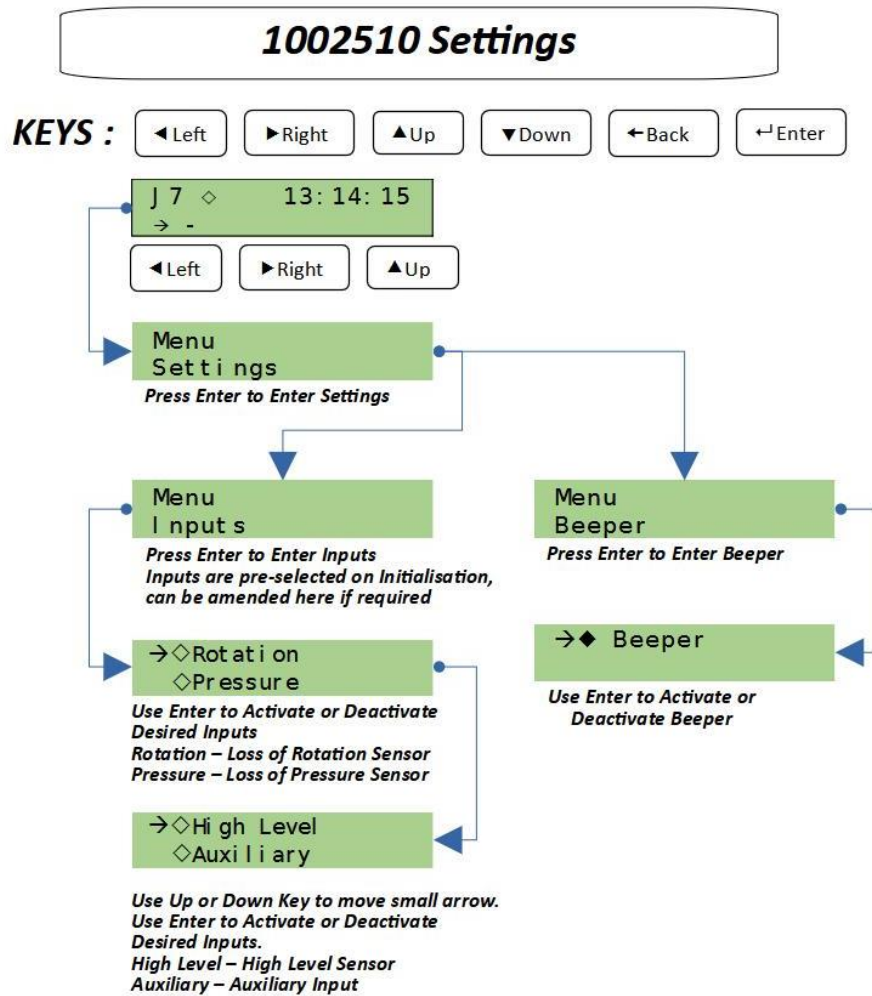 1002510 Settings
KEYS : ◄Left ►Right ▲Up ▼Down ←Back ↵Enter
J7 ◇ 13:14:15
→ -
◄Left ►Right ▲Up
Menu
Settings
Press Enter to Enter Settings
Menu
Inputs
Press Enter to Enter Inputs
Inputs are pre-selected on Initialisation,
can be amended here if required
Menu
Beeper
Press Enter to Enter Beeper
→◇Rotation
◇Pressure
Use Enter to Activate or Deactivate
Desired Inputs
Rotation – Loss of Rotation Sensor
Pressure – Loss of Pressure Sensor
→◆ Beeper
Use Enter to Activate or
Deactivate Beeper
→◇High Level
◇Auxiliary
Use Up or Down Key to move small arrow.
Use Enter to Activate or Deactivate
Desired Inputs.
High Level – High Level Sensor
Auxiliary – Auxiliary Input